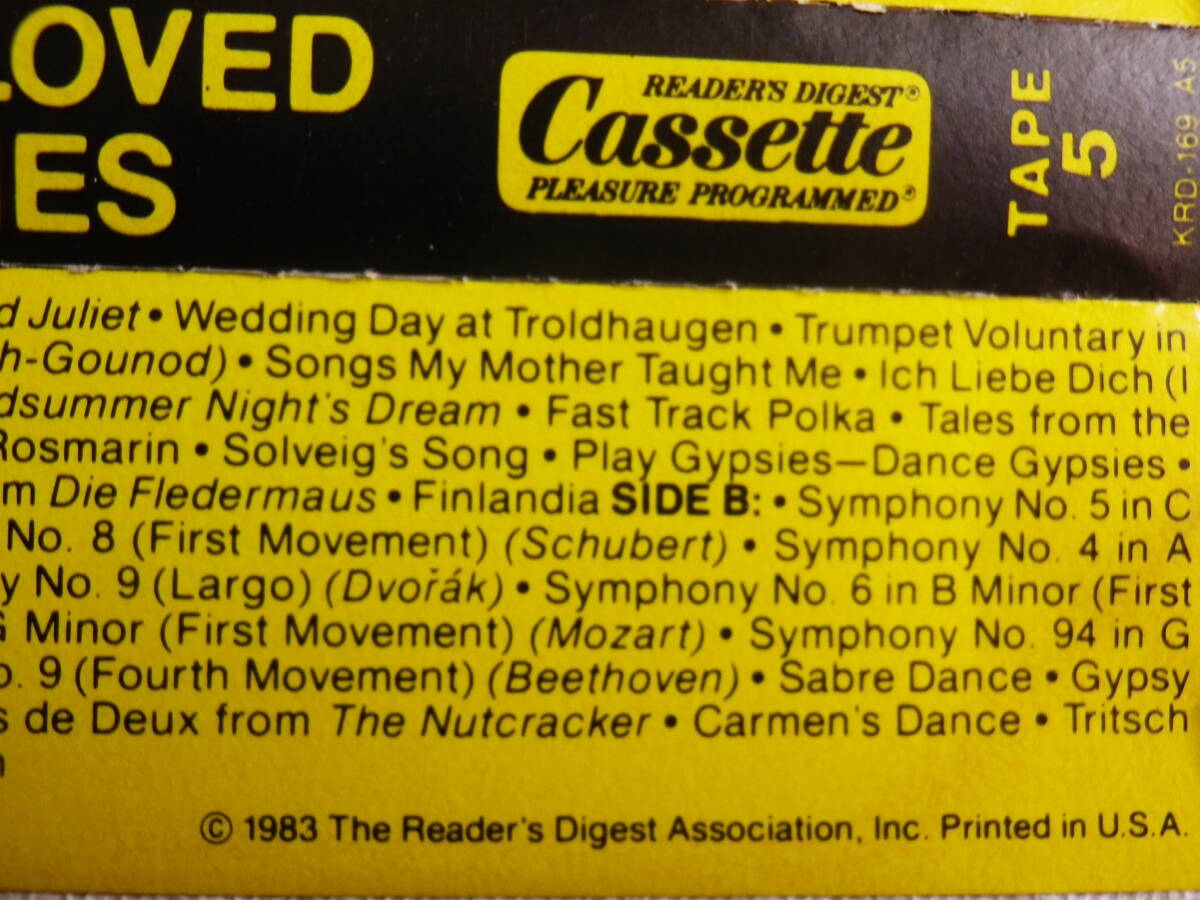 LOVED
IES
READER'S DIGEST®
Cassette
PLEASURE PROGRAMMED®
TAPE
5
KRD-169 A5
d Juliet • Wedding Day at Troldhaugen • Trumpet Voluntary in
h-Gounod) • Songs My Mother Taught Me • Ich Liebe Dich (I
dsummer Night's Dream • Fast Track Polka • Tales from the
Rosmarin • Solveig's Song • Play Gypsies—Dance Gypsies •
m Die Fledermaus • Finlandia SIDE B: • Symphony No. 5 in C
No. 8 (First Movement) (Schubert) • Symphony No. 4 in A
y No. 9 (Largo) (Dvořák) • Symphony No. 6 in B Minor (First
G Minor (First Movement) (Mozart) • Symphony No. 94 in G
o. 9 (Fourth Movement) (Beethoven) • Sabre Dance • Gypsy
s de Deux from The Nutcracker • Carmen's Dance • Tritsch
© 1983 The Reader's Digest Association, Inc. Printed in U.S.A.